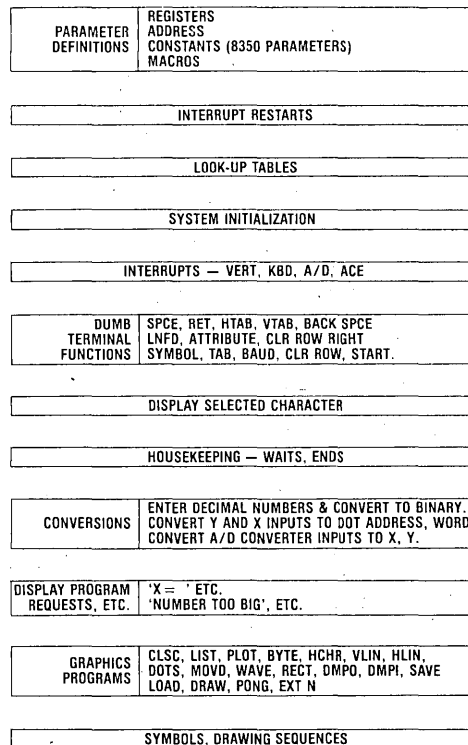 PARAMETER DEFINITIONS
REGISTERS
ADDRESS
CONSTANTS (8350 PARAMETERS)
MACROS
INTERRUPT RESTARTS
LOOK-UP TABLES
SYSTEM INITIALIZATION
INTERRUPTS — VERT, KBD, A/D, ACE
DUMB
TERMINAL
FUNCTIONS
SPCE, RET, HTAB, VTAB, BACK SPCE
LNFD, ATTRIBUTE, CLR ROW RIGHT
SYMBOL, TAB, BAUD, CLR ROW, START.
DISPLAY SELECTED CHARACTER
HOUSEKEEPING — WAITS, ENDS
CONVERSIONS
ENTER DECIMAL NUMBERS & CONVERT TO BINARY.
CONVERT Y AND X INPUTS TO DOT ADDRESS, WORD
CONVERT A/D CONVERTER INPUTS TO X, Y.
DISPLAY PROGRAM
REQUESTS, ETC.
'X = ' ETC.
'NUMBER TOO BIG', ETC.
GRAPHICS
PROGRAMS
CLSC, LIST, PLOT, BYTE, HCHR, VLIN, HLIN,
DOTS, MOVD, WAVE, RECT, DMPO, DMPI, SAVE
LOAD, DRAW, PONG, EXT N
SYMBOLS, DRAWING SEQUENCES